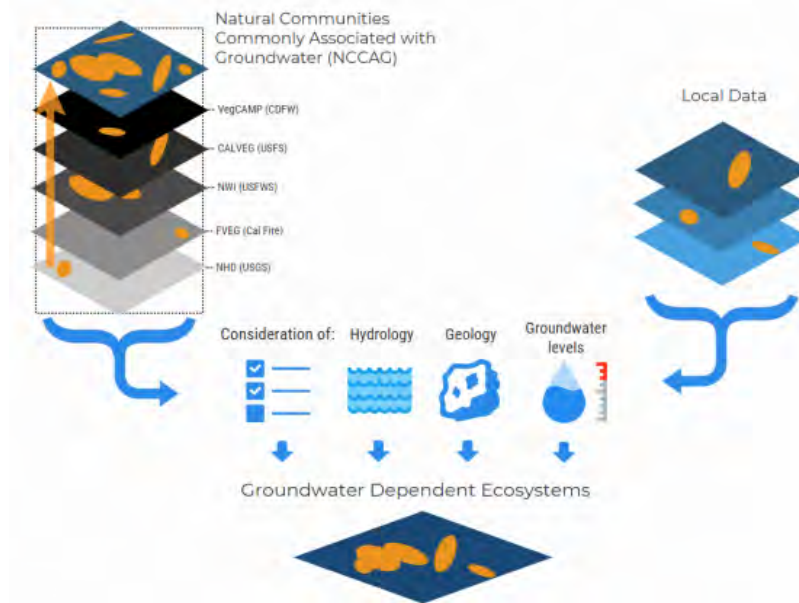 Natural Communities
Commonly Associated with
Groundwater (NCCAG)
VegCAMP (CDFW)
CALVEG (USFS)
NWI (USFWS)
FVEG (Cal Fire)
NHD (USGS)
Local Data
Consideration of:
Hydrology
Geology
Groundwater
levels
Groundwater Dependent Ecosystems